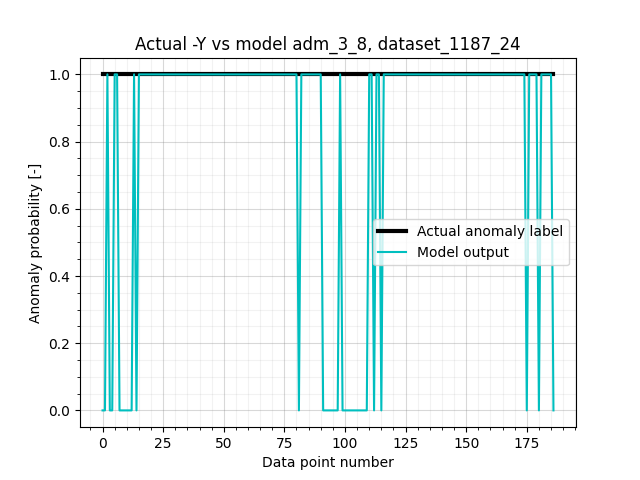 Actual -Y vs model adm_3_8, dataset_1187_24
Anomaly probability [-]
1.0
0.8
0.6
0.4
0.2
0.0
Actual anomaly label
Model output
0 25 50 75 100 125 150 175
Data point number